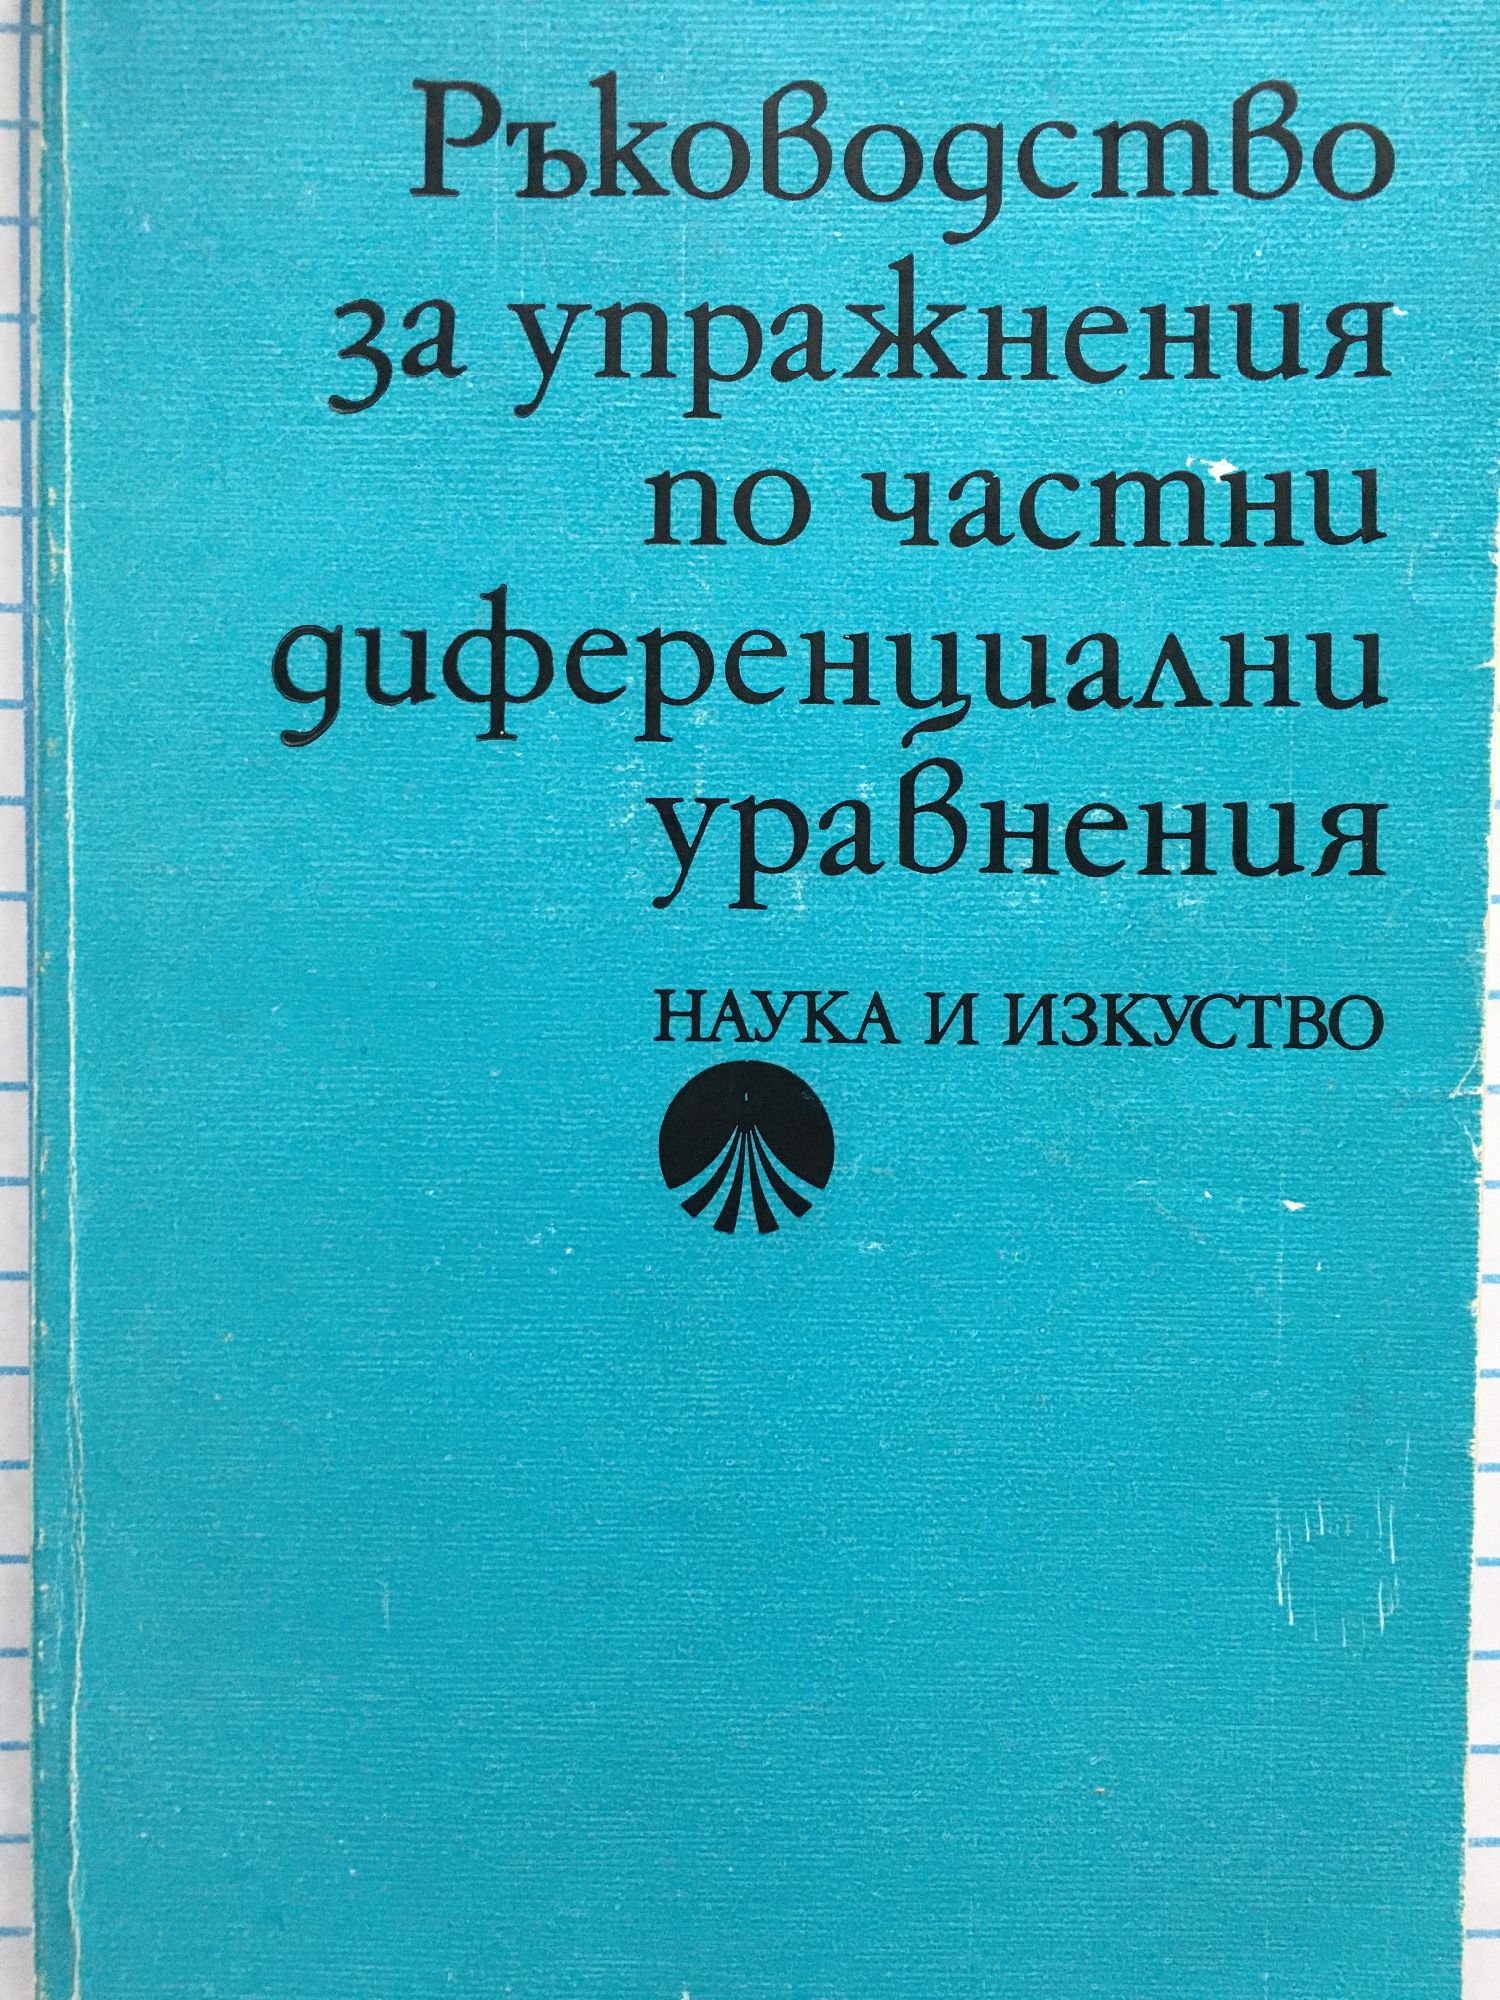 Ръководство
за упражнения
по частни
диференциални
уравнения
НАУКА И ИЗКУСТВО